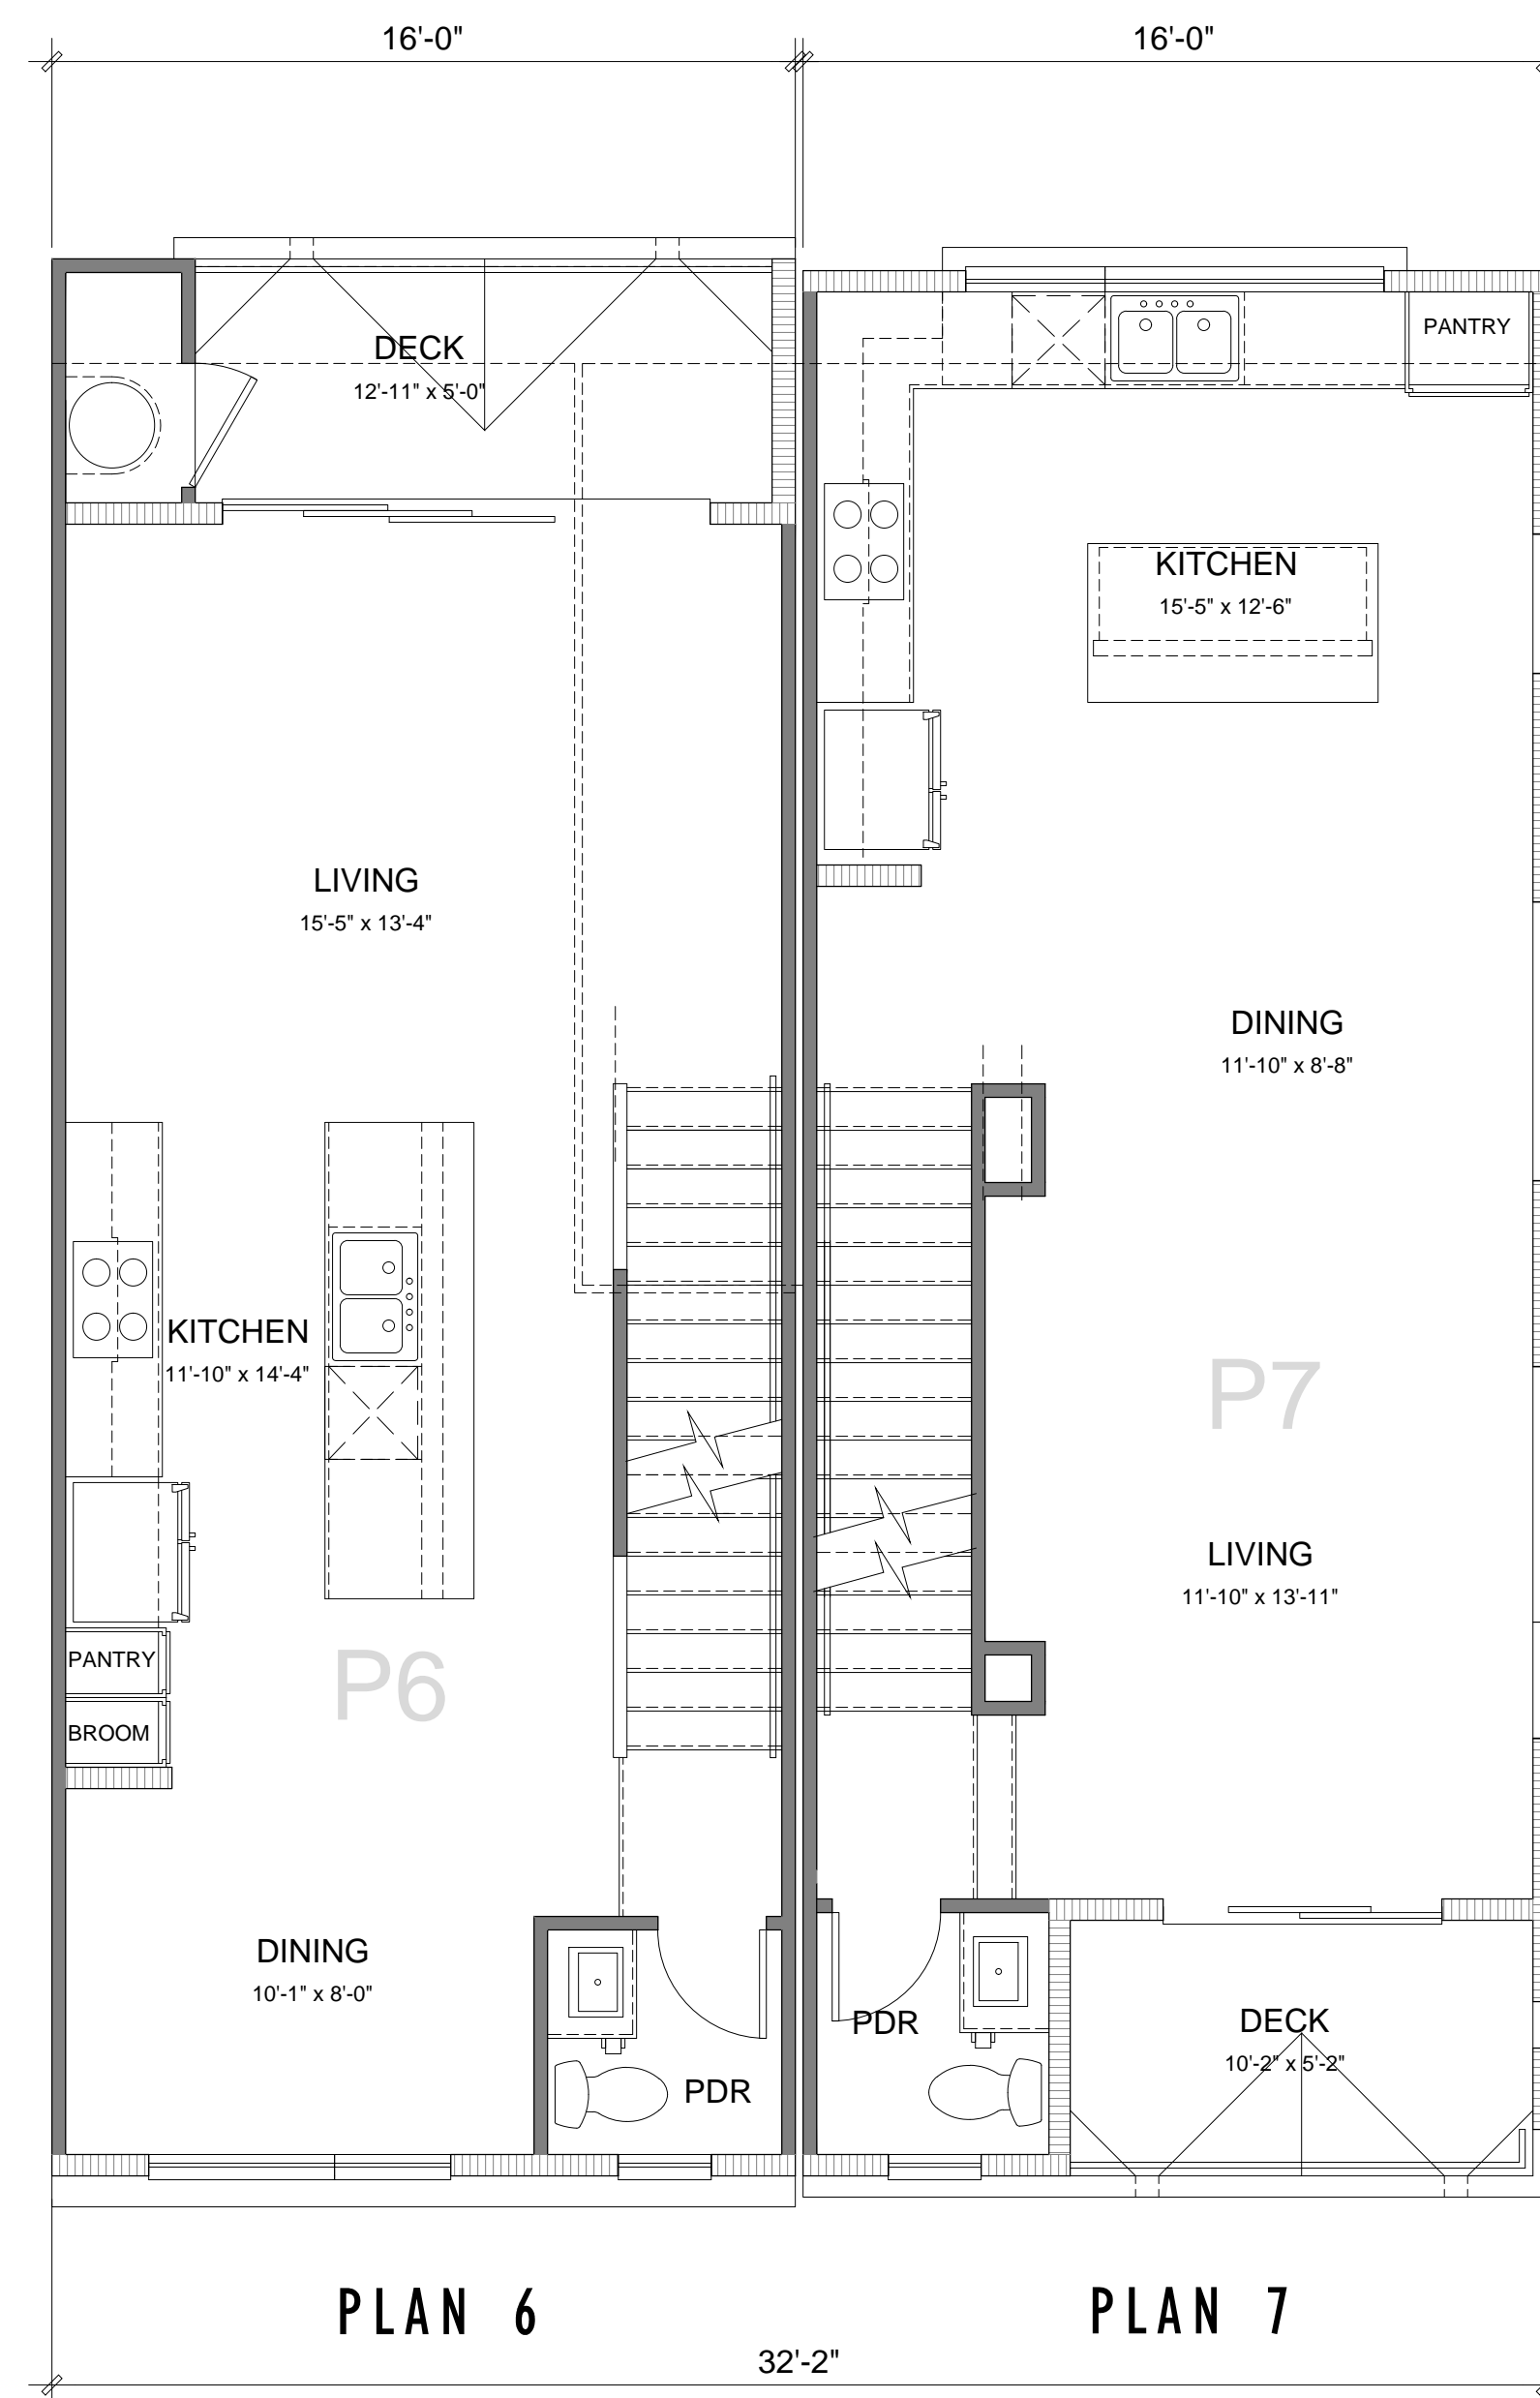 16'-0"
16'-0"
DECK
12'-11" x 5'-0"
PANTRY
KITCHEN
15'-5" x 12'-6"
LIVING
15'-5" x 13'-4"
DINING
11'-10" x 8'-8"
KITCHEN
11'-10" x 14'-4"
P7
LIVING
11'-10" x 13'-11"
PANTRY
P6
BROOM
DINING
10'-1" x 8'-0"
PDR
DECK
10'-2" x 5'-2"
PDR
PLAN 6
PLAN 7
32'-2"